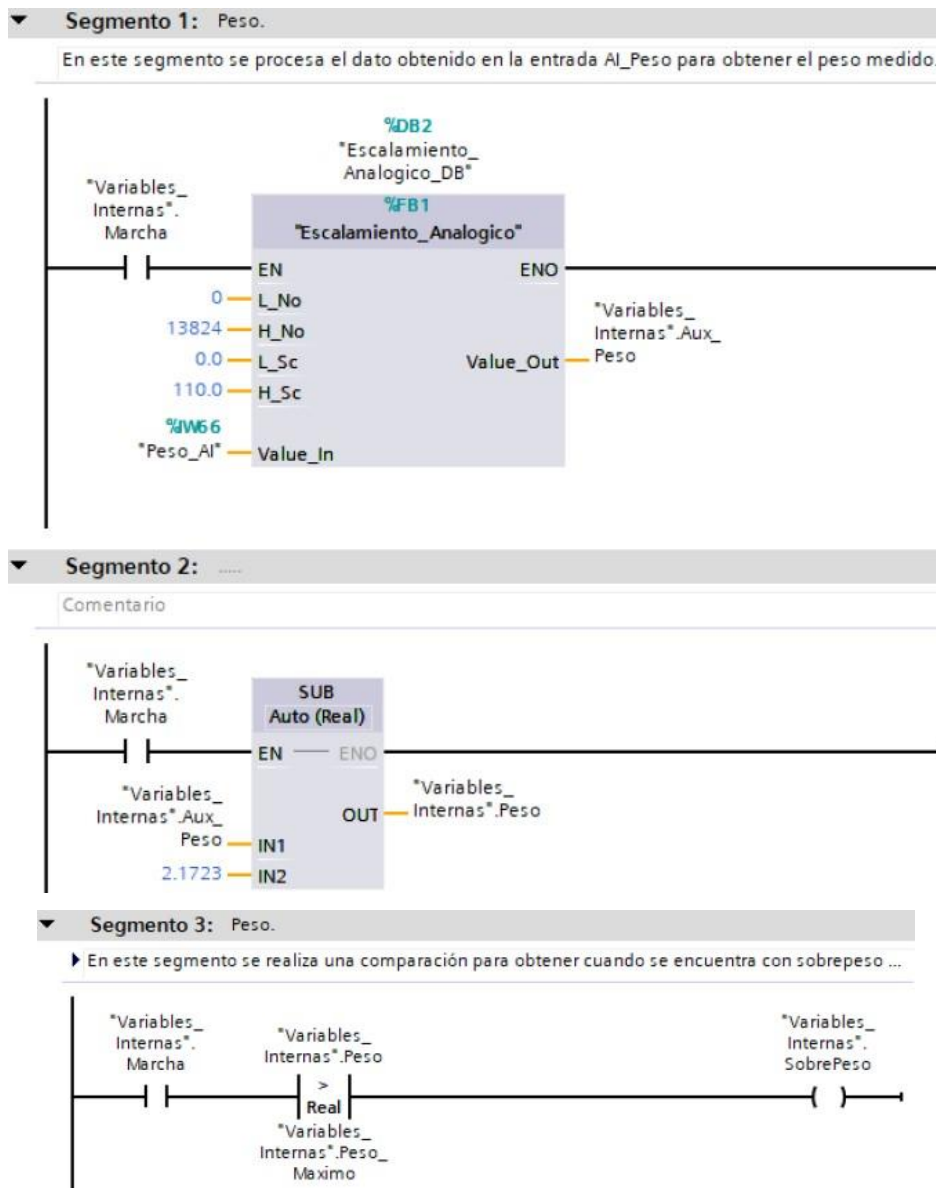 Segmento 1: Peso.
En este segmento se procesa el dato obtenido en la entrada AI_Peso para obtener el peso medido.
%DB2
"Escalamiento_
Analogico_DB"
"Variables_
Internas".
Marcha
%FB1
"Escalamiento_Analogico"
EN
ENO
0
L_No
13824
H_No
0.0
L_Sc
110.0
H_Sc
Value_Out
"Variables_
Internas".Aux_
Peso
%IW66
"Peso_AI"
Value_In
Segmento 2: .....
Comentario
"Variables_
Internas".
Marcha
SUB
Auto (Real)
EN
ENO
"Variables_
Internas".Aux_
Peso
IN1
2.1723
IN2
OUT
"Variables_
Internas".Peso
Segmento 3: Peso.
En este segmento se realiza una comparación para obtener cuando se encuentra con sobrepeso ...
"Variables_
Internas".
Marcha
"Variables_
Internas".Peso
>
Real
"Variables_
Internas".Peso_
Maximo
"Variables_
Internas".
SobrePeso